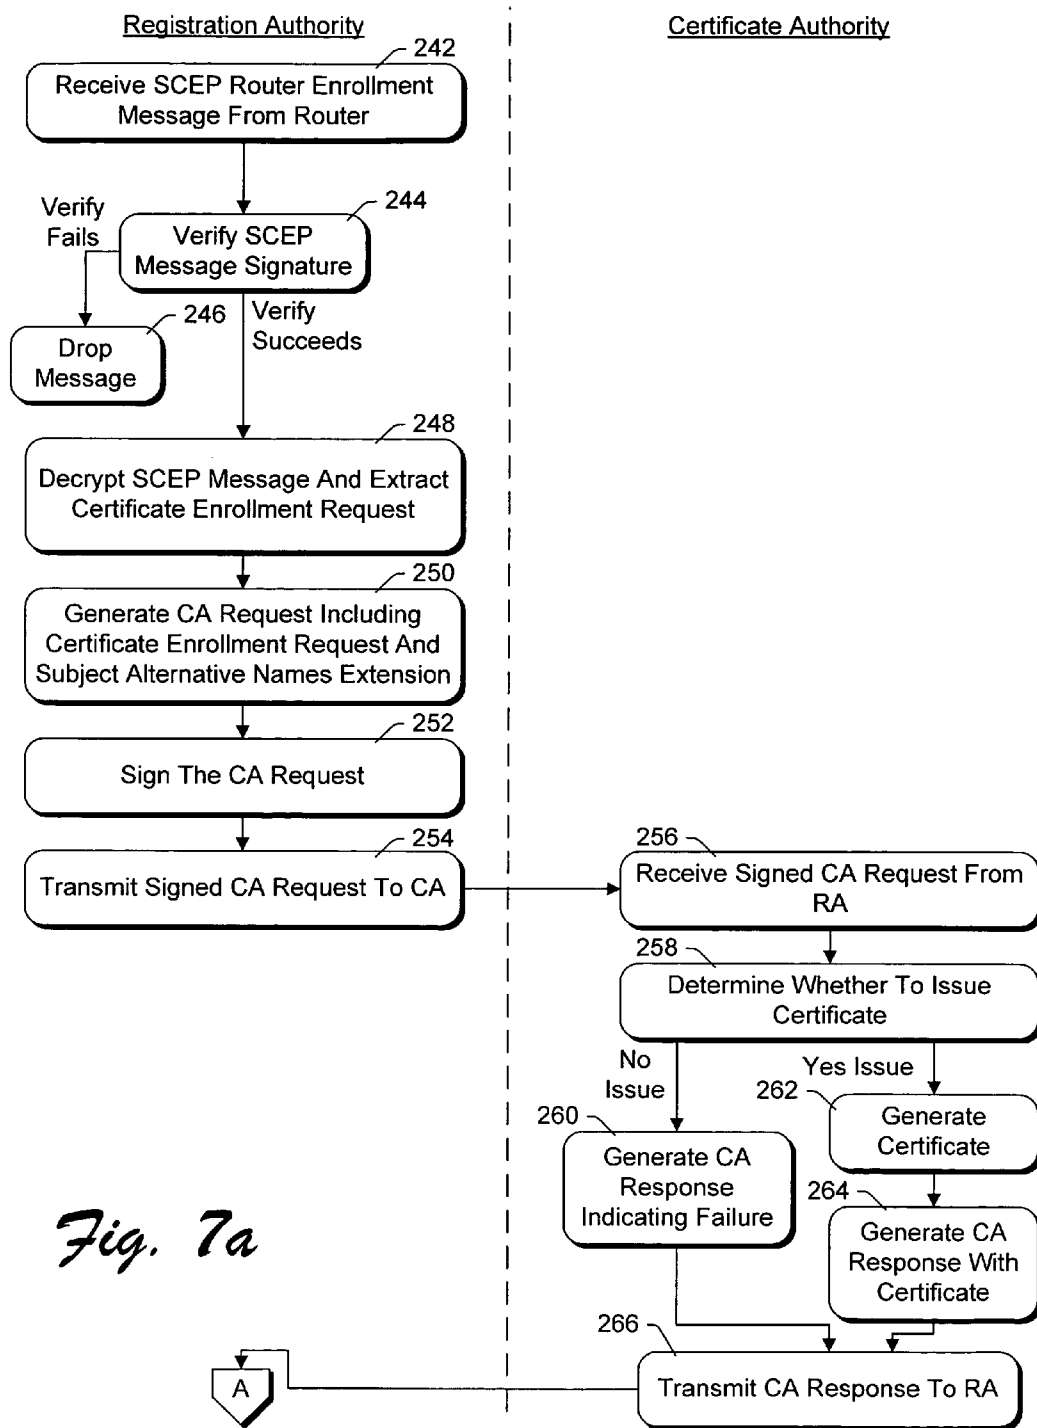 Registration Authority
Certificate Authority
242
Receive SCEP Router Enrollment
Message From Router
244
Verify
Fails
Verify SCEP
Message Signature
246
Verify
Succeeds
Drop
Message
248
Decrypt SCEP Message And Extract
Certificate Enrollment Request
250
Generate CA Request Including
Certificate Enrollment Request And
Subject Alternative Names Extension
252
Sign The CA Request
254
Transmit Signed CA Request To CA
256
Receive Signed CA Request From
RA
258
Determine Whether To Issue
Certificate
No
Issue
Yes Issue
260
Generate CA
Response
Indicating Failure
262
Generate
Certificate
264
Generate CA
Response With
Certificate
266
Transmit CA Response To RA
A
Fig. 7a